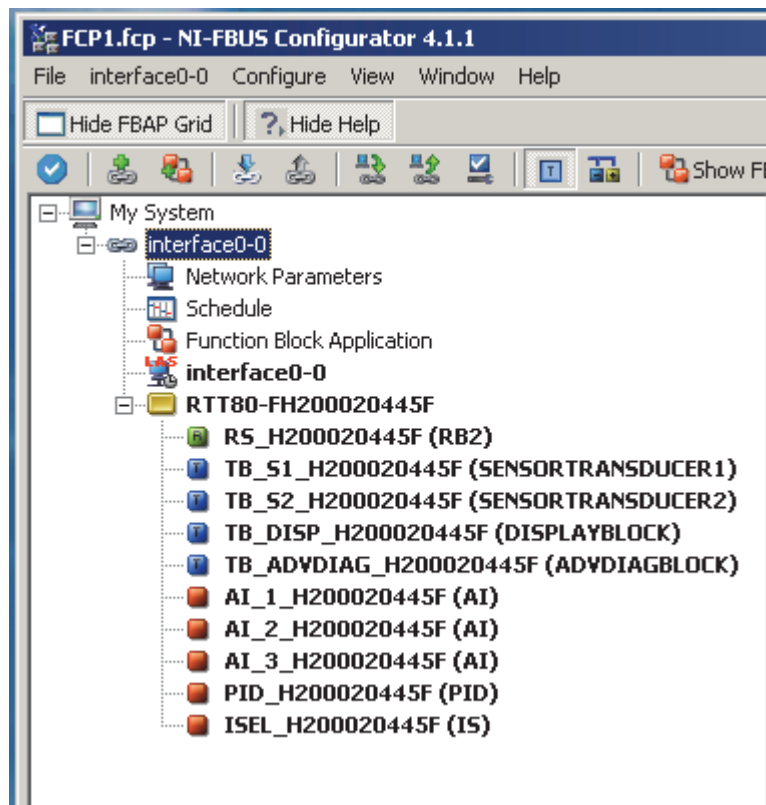 FCP1.fcp - NI-FBUS Configurator 4.1.1
File interface0-0 Configure View Window Help
Hide FBAP Grid ?, Hide Help
T Show F
My System
interface0-0
Network Parameters
Schedule
Function Block Application
LAS
interface0-0
RTT80-FH200020445F
R RS_H200020445F (RB2)
T TB_S1_H200020445F (SENSORTRANSDUCER1)
T TB_S2_H200020445F (SENSORTRANSDUCER2)
T TB_DISP_H200020445F (DISPLAYBLOCK)
T TB_ADVDIAG_H200020445F (ADVDIAGBLOCK)
AI_1_H200020445F (AI)
AI_2_H200020445F (AI)
AI_3_H200020445F (AI)
PID_H200020445F (PID)
ISEL_H200020445F (IS)